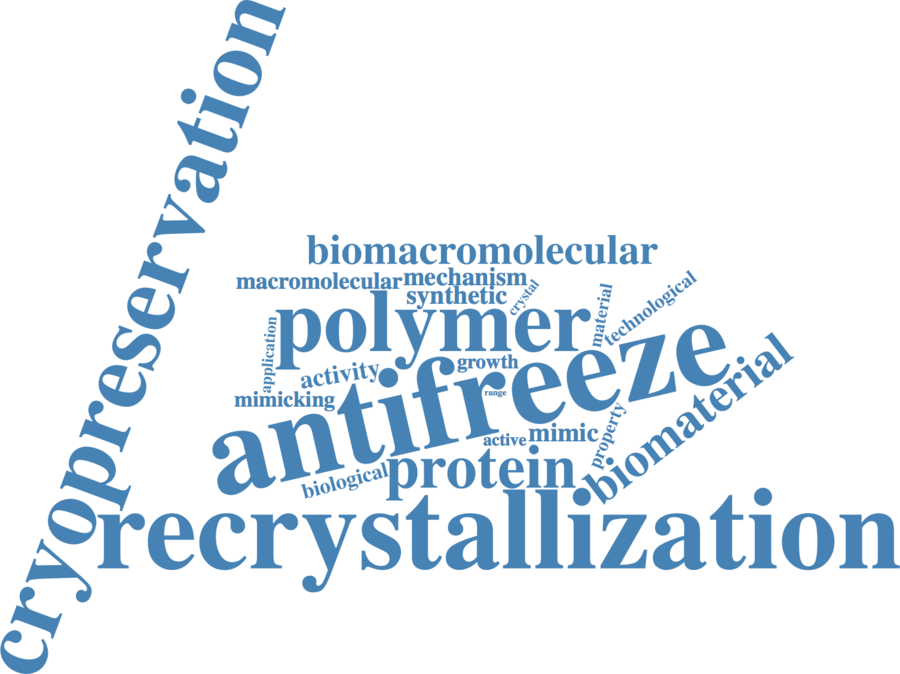 cryopreservation
biomacromolecular
macromolecular
mechanism
synthetic
crystal
polymer
material
technological
application
activity
growth
range
mimicking
antifreeze
biomaterial
property
active
mimic
biological
protein
recrystallization